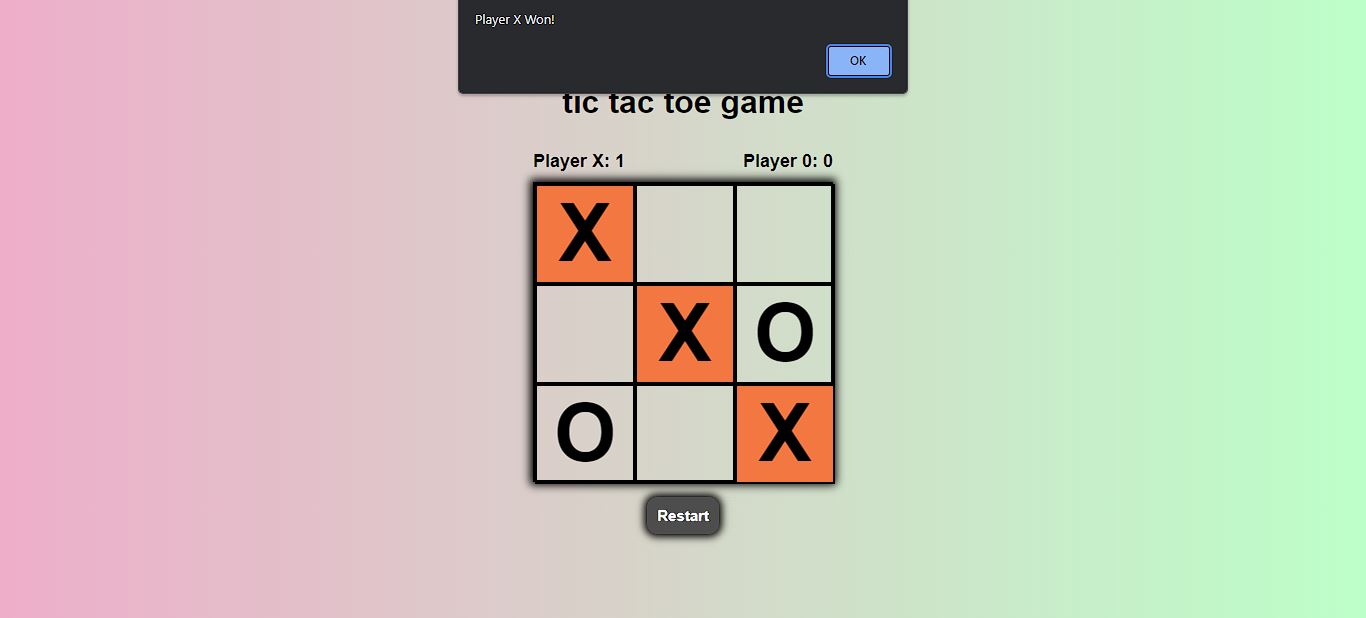 Player X Won!
OK
tic tac toe game
Player X: 1 Player 0: 0
X
X O
O X
Restart